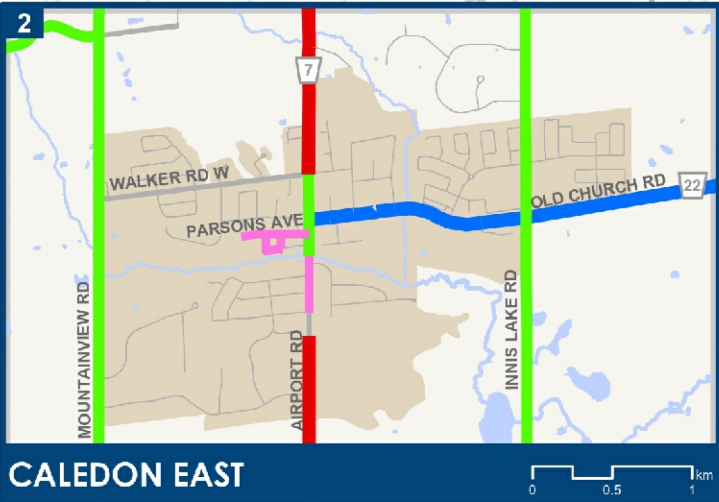 2
7
WALKER RD W
OLD CHURCH RD
22
PARSONS AVE
MOUNTAINVIEW RD
AIRPORT RD
INNIS LAKE RD
CALEDON EAST
km
0
0.5
1